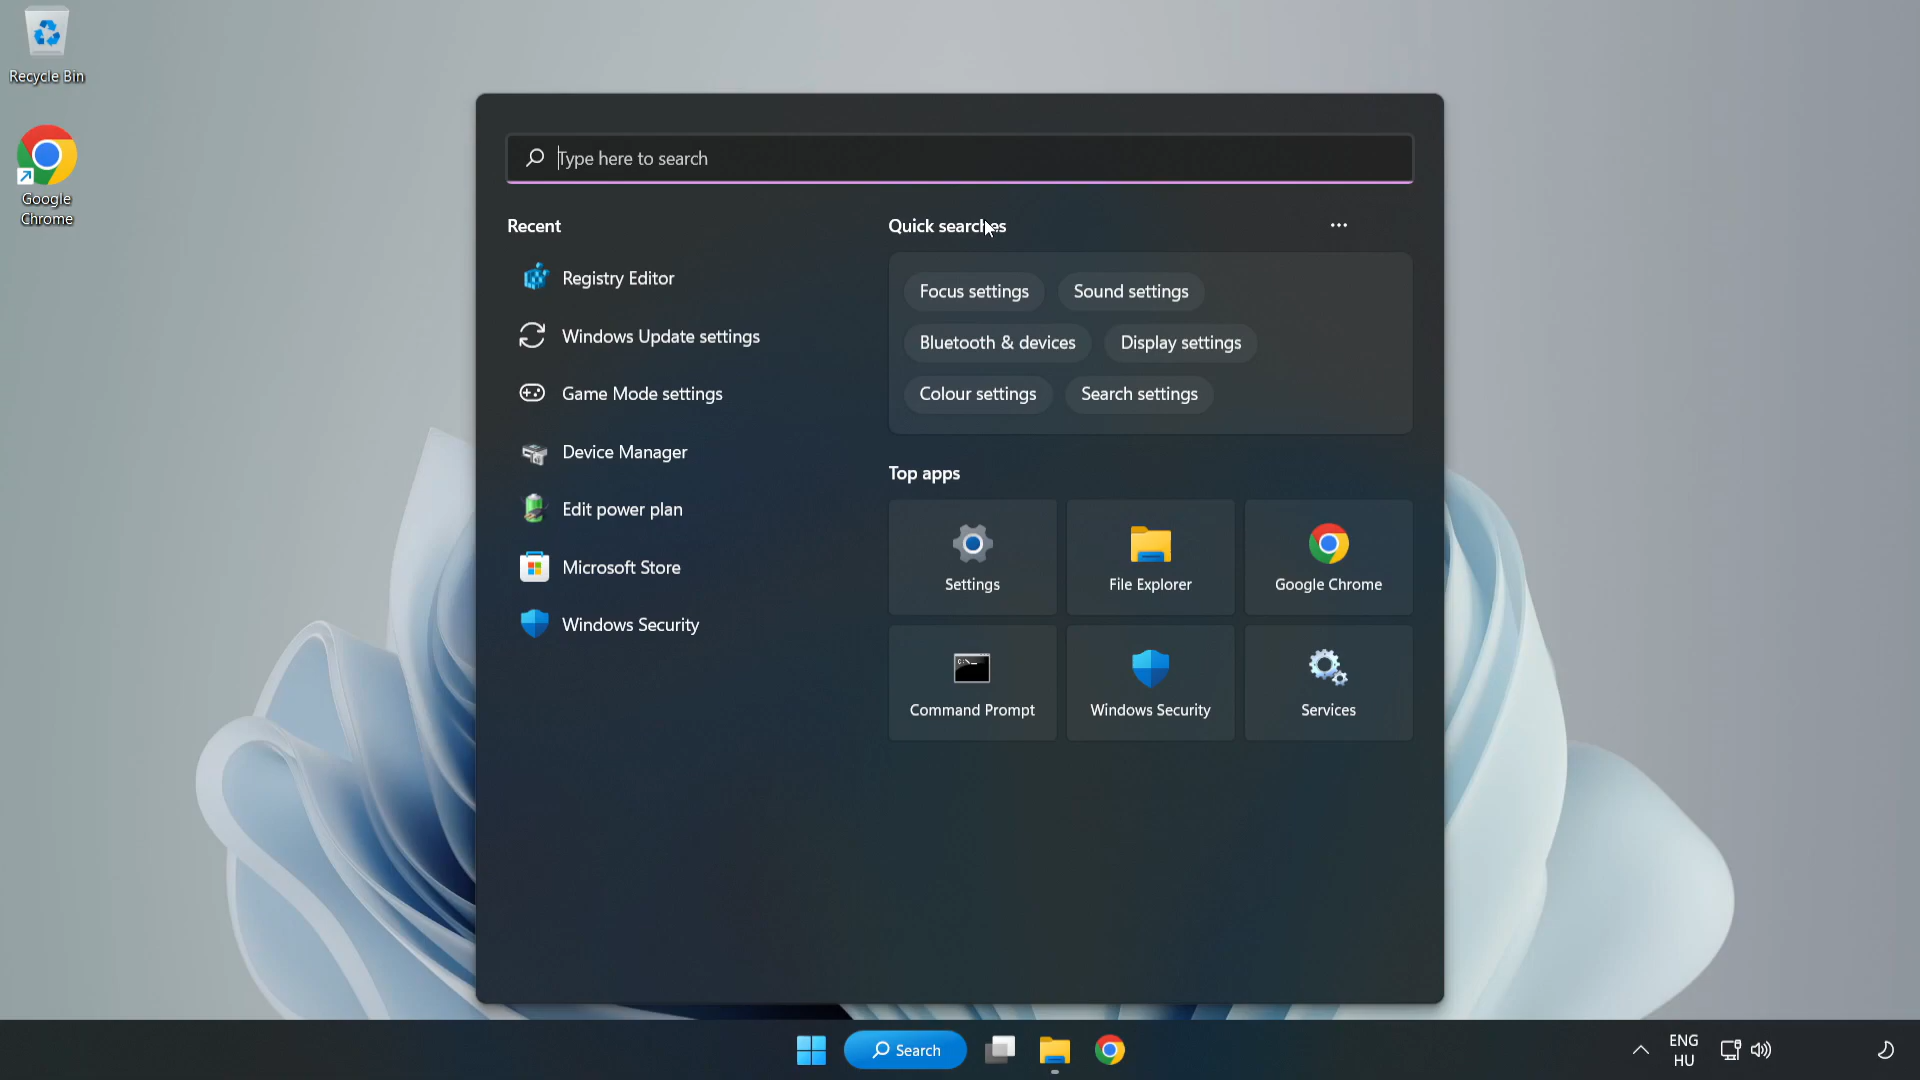 Recycle Bin
Google
Chrome
Type here to search
Recent
Registry Editor
Windows Update settings
Game Mode settings
Device Manager
Edit power plan
Microsoft Store
Windows Security
Quick searches
Focus settings
Sound settings
Bluetooth & devices
Display settings
Colour settings
Search settings
Top apps
Settings
File Explorer
Google Chrome
Command Prompt
Windows Security
Services
Search
ENG
HU